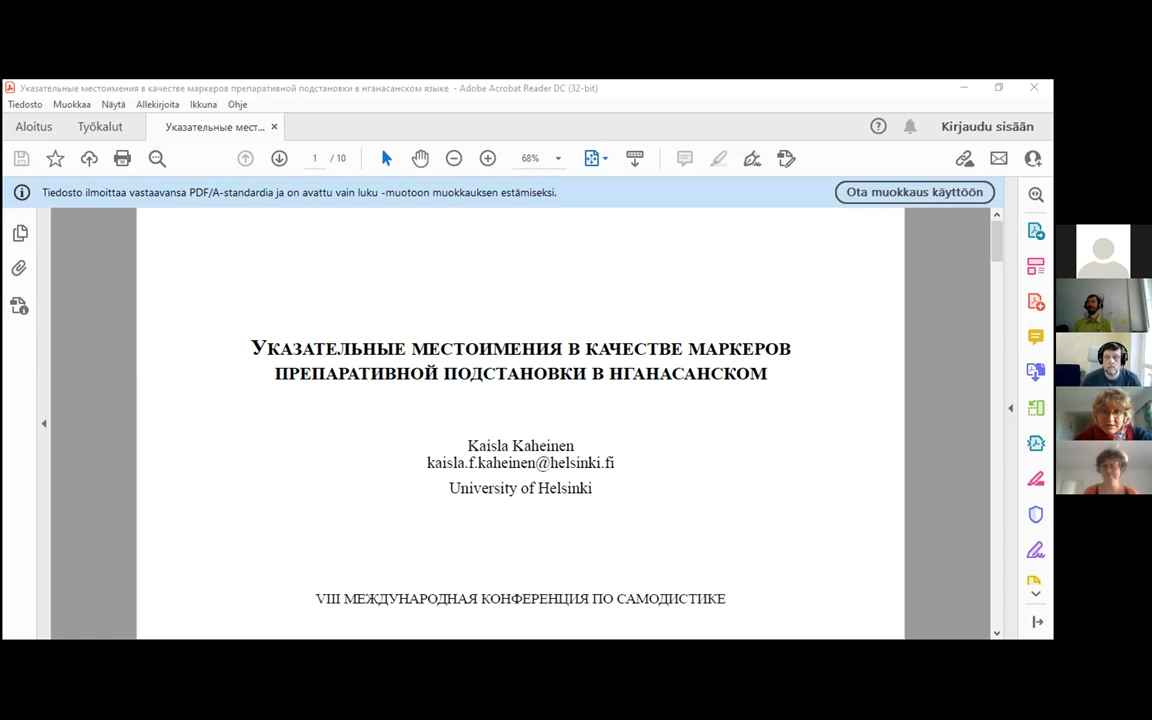 Указательные местоимения в качестве маркеров препаративной подстановки в нганасанском языке - Adobe Acrobat Reader DC (32-bit)
Tiedosto Muokkaa Näytä Allekirjoita Ikkuna Ohje
Aloitus Työkalut Указательные мест... Kirjaudu sisään
1 / 10 68%
Tiedosto ilmoittaa vastaavansa PDF/A-standardia ja on avattu vain luku -muotoon muokkauksen estämiseksi. Ota muokkaus käyttöön
УКАЗАТЕЛЬНЫЕ МЕСТОИМЕНИЯ В КАЧЕСТВЕ МАРКЕРОВ
ПРЕПАРАТИВНОЙ ПОДСТАНОВКИ В НГАНАСАНСКОМ
Kaisla Kaheinen
kaisla.f.kaheinen@helsinki.fi
University of Helsinki
VIII МЕЖДУНАРОДНАЯ КОНФЕРЕНЦИЯ ПО САМОДИСТИКЕ